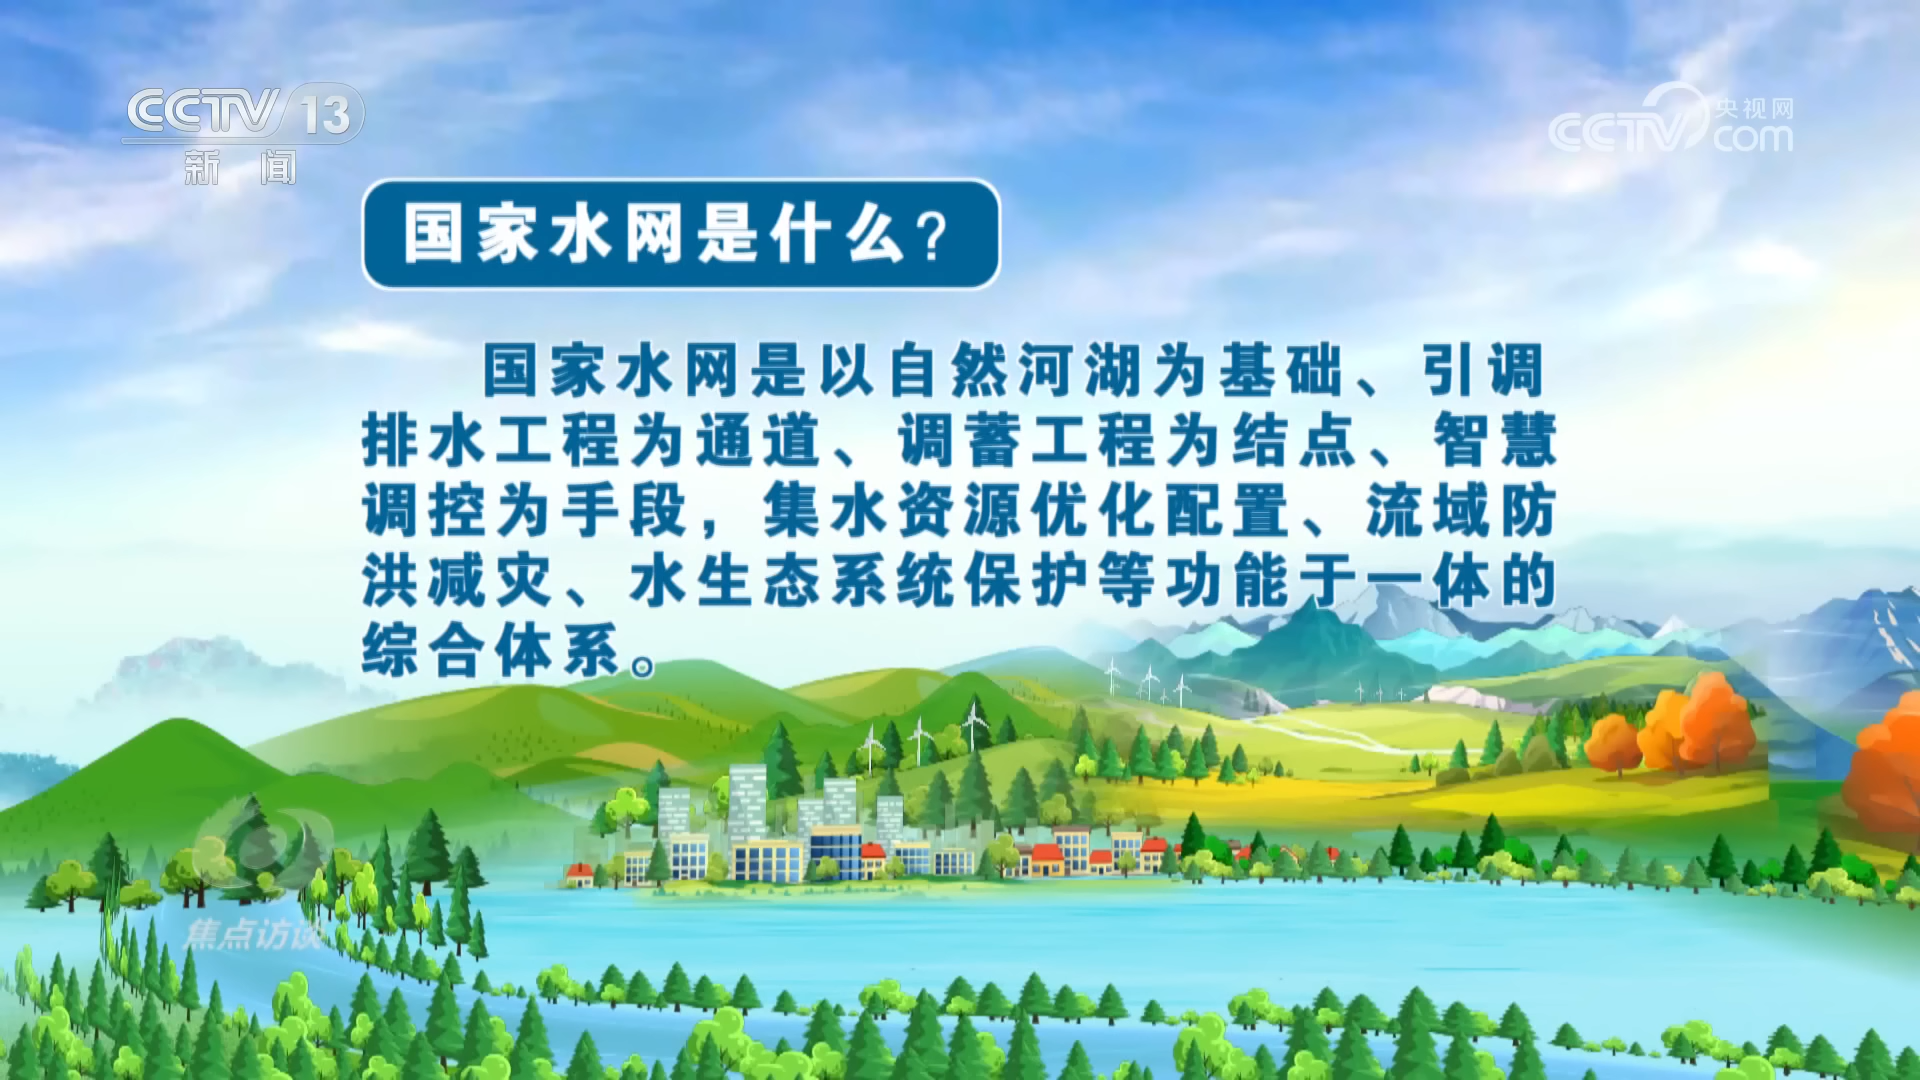 CCTV 13
新闻
央视网
CCTV com
国家水网是什么?
国家水网是以自然河湖为基础、引调
排水工程为通道、调蓄工程为结点、智慧
调控为手段，集水资源优化配置、流域防
洪减灾、水生态系统保护等功能于一体的
综合体系。
焦点访谈